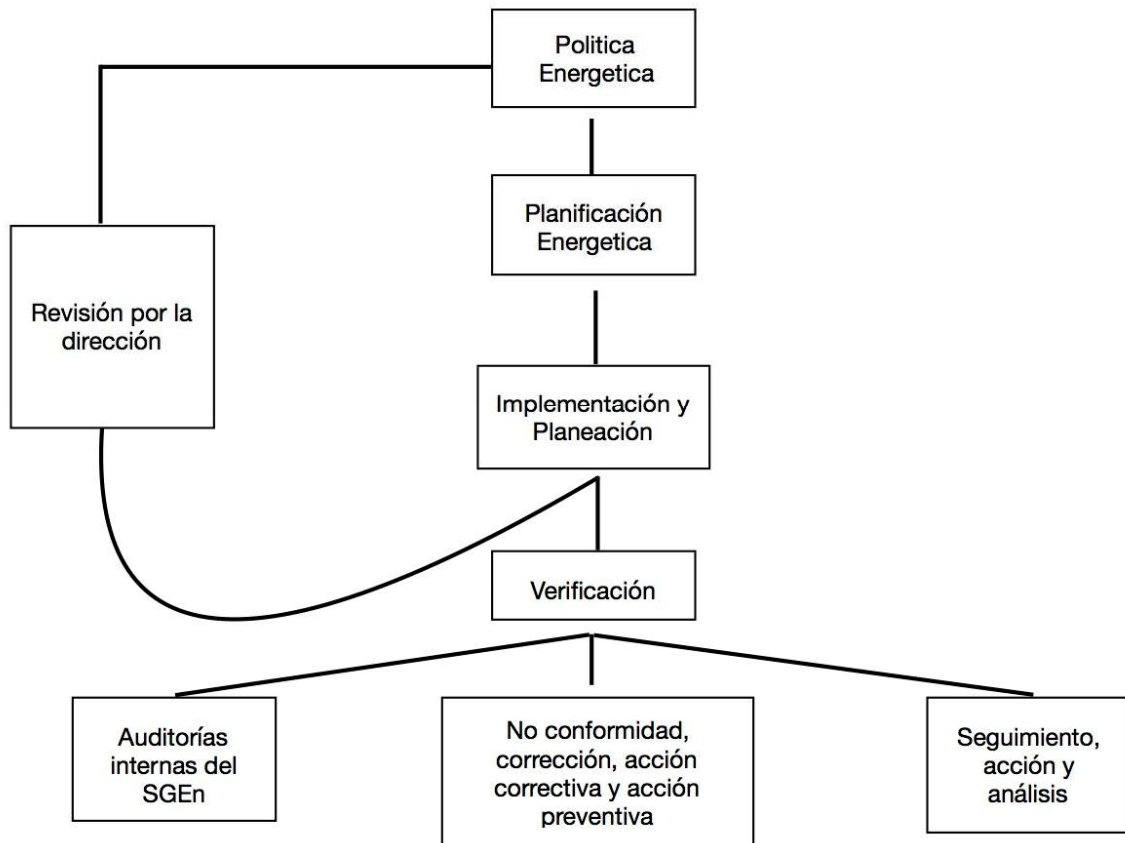 Politica
Energetica
Planificación
Energetica
Revisión por la
dirección
Implementación y
Planeación
Verificación
Auditorías
internas del
SGEn
No conformidad,
corrección, acción
correctiva y acción
preventiva
Seguimiento,
acción y
análisis